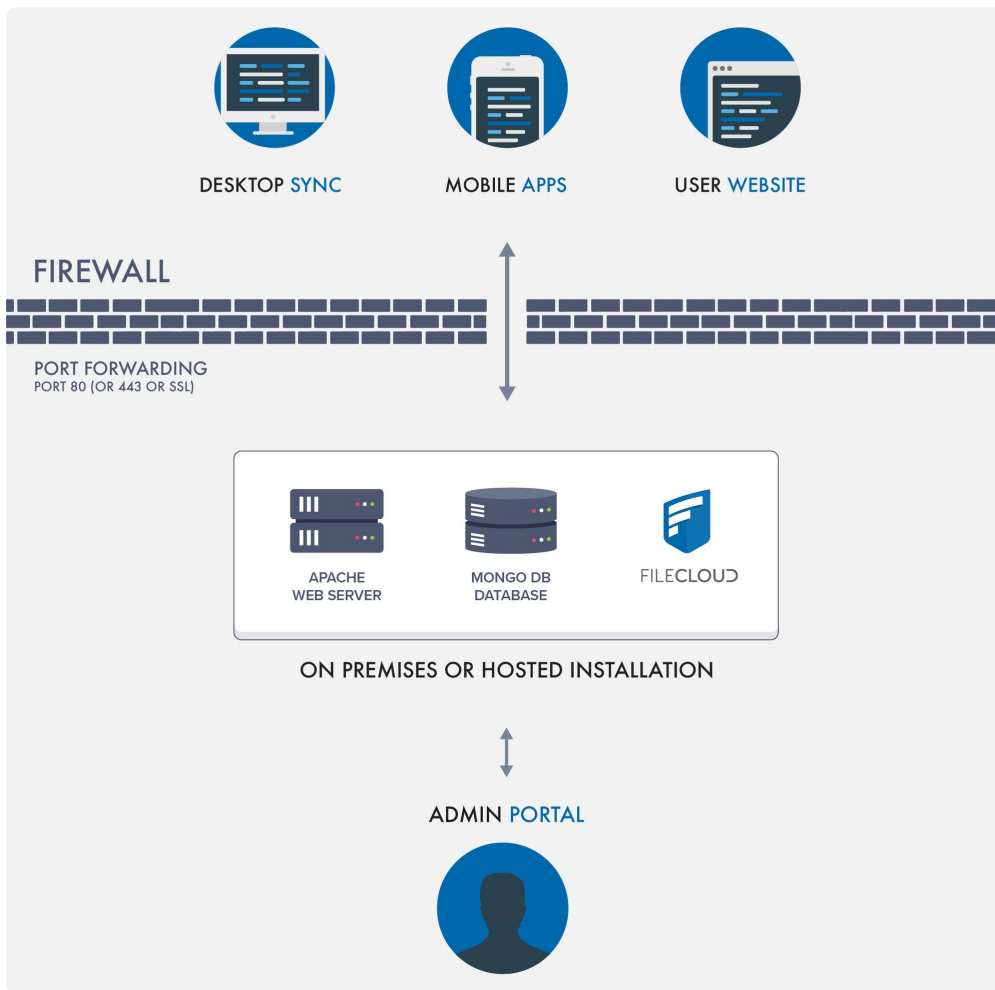 DESKTOP SYNC
MOBILE APPS
USER WEBSITE
FIREWALL
PORT FORWARDING
PORT 80 (OR 443 OR SSL)
APACHE
WEB SERVER
MONGO DB
DATABASE
FILECLOUD
ON PREMISES OR HOSTED INSTALLATION
ADMIN PORTAL